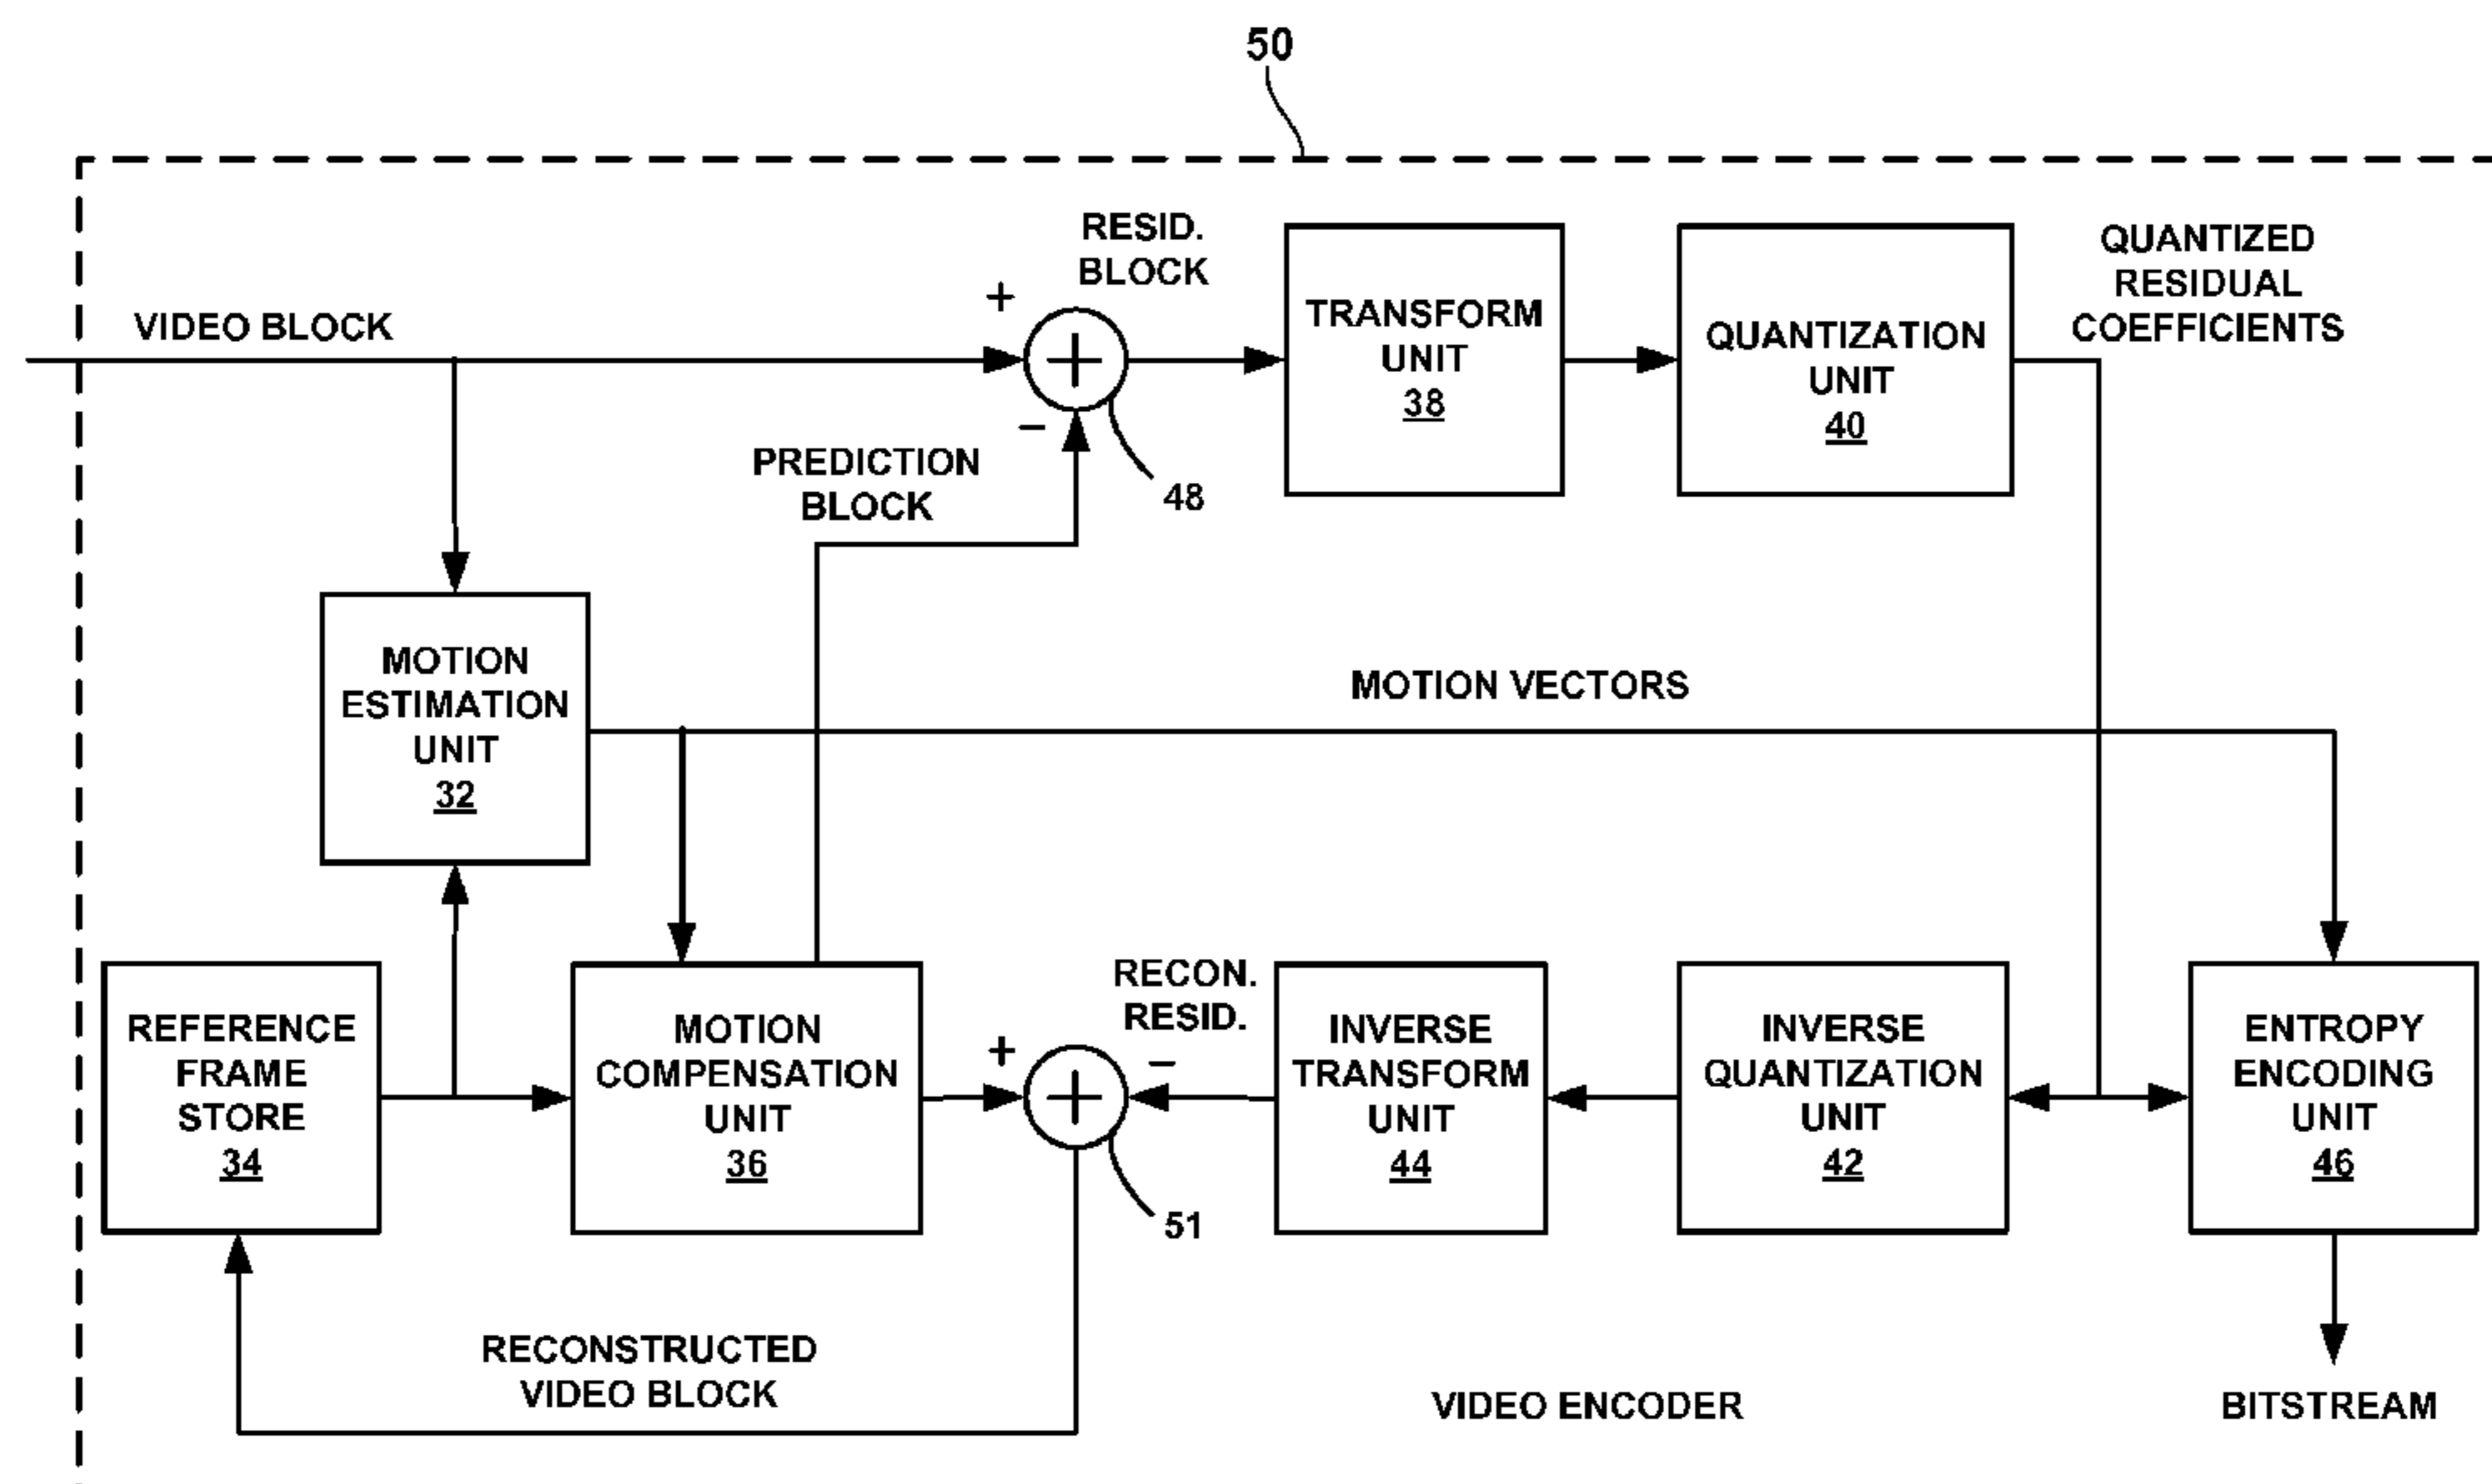 50
RESID.
BLOCK
QUANTIZED
RESIDUAL
COEFFICIENTS
VIDEO BLOCK
+
TRANSFORM
UNIT
38
QUANTIZATION
UNIT
40
+
−
PREDICTION
BLOCK
48
MOTION
ESTIMATION
UNIT
32
MOTION VECTORS
REFERENCE
FRAME
STORE
34
MOTION
COMPENSATION
UNIT
36
RECON.
RESID.
+
−
+
51
INVERSE
TRANSFORM
UNIT
44
INVERSE
QUANTIZATION
UNIT
42
ENTROPY
ENCODING
UNIT
46
RECONSTRUCTED
VIDEO BLOCK
VIDEO ENCODER
BITSTREAM